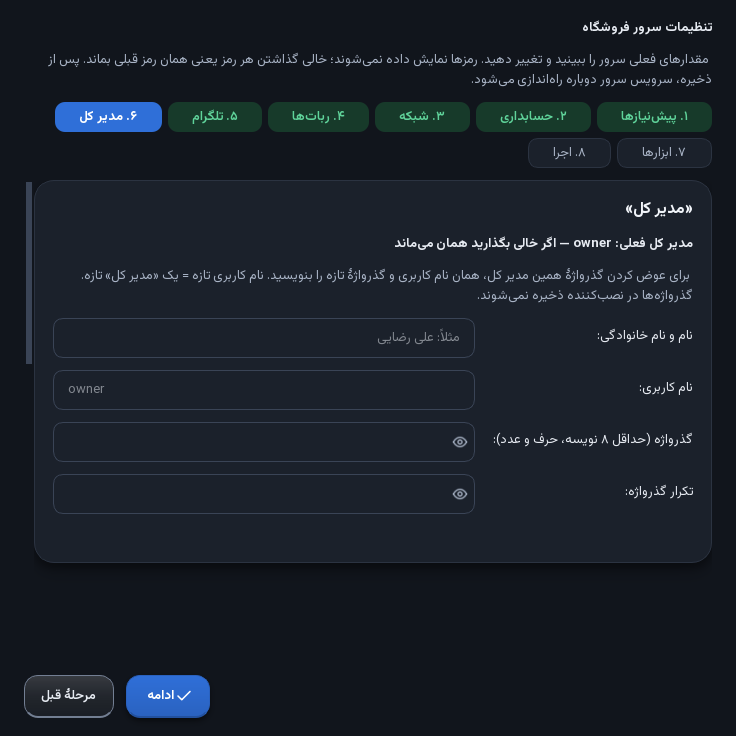 تنظیمات سرور فروشگاه
مقدارهای فعلی سرور را ببینید و تغییر دهید. رمزها نمایش داده نمی‌شوند؛ خالی گذاشتن هر رمز یعنی همان رمز قبلی بماند. پس از
ذخیره، سرویس سرور دوباره راه‌اندازی می‌شود.
۱. پیش‌نیازها
۲. حسابداری
۳. شبکه
۴. ربات‌ها
۵. تلگرام
۶. مدیر کل
۷. ابزارها
۸. اجرا
«مدیر کل»
مدیر کل فعلی: owner — اگر خالی بگذارید همان می‌ماند
برای عوض کردن گذرواژهٔ همین مدیر کل، همان نام کاربری و گذرواژهٔ تازه را بنویسید. نام کاربری تازه = یک «مدیر کل» تازه.
گذرواژه‌ها در نصب‌کننده ذخیره نمی‌شوند.
نام و نام خانوادگی:
مثلاً: علی رضایی
نام کاربری:
owner
گذرواژه (حداقل ۸ نویسه، حرف و عدد):
تکرار گذرواژه:
ادامه
مرحلهٔ قبل